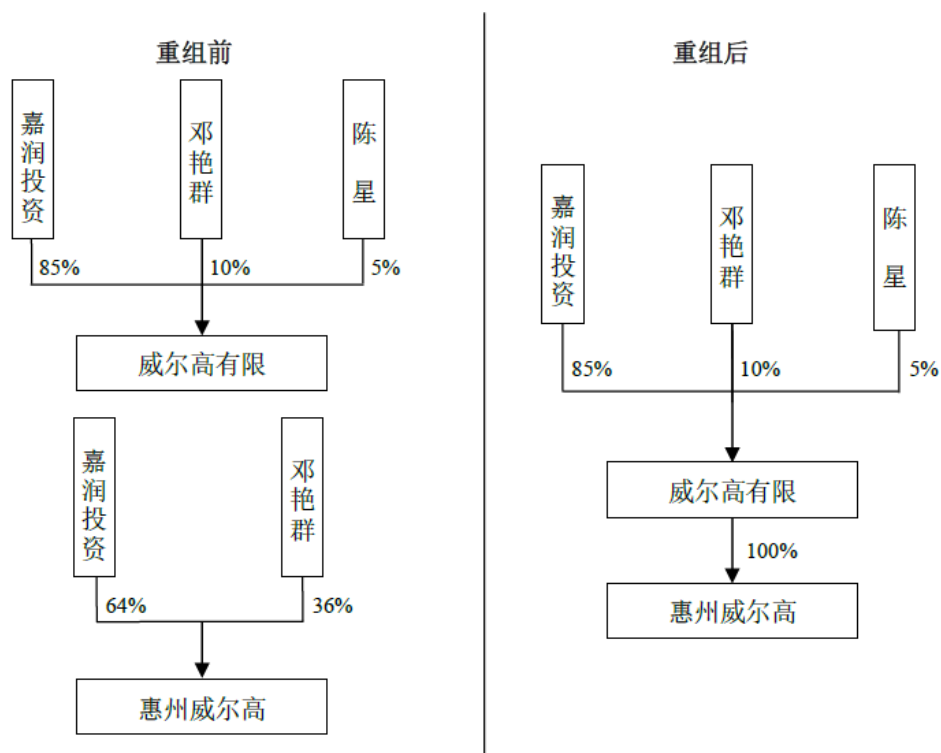 重组前
嘉润投资
邓艳群
陈星
85%
10%
5%
威尔高有限
嘉润投资
邓艳群
64%
36%
惠州威尔高
重组后
嘉润投资
邓艳群
陈星
85%
10%
5%
威尔高有限
100%
惠州威尔高